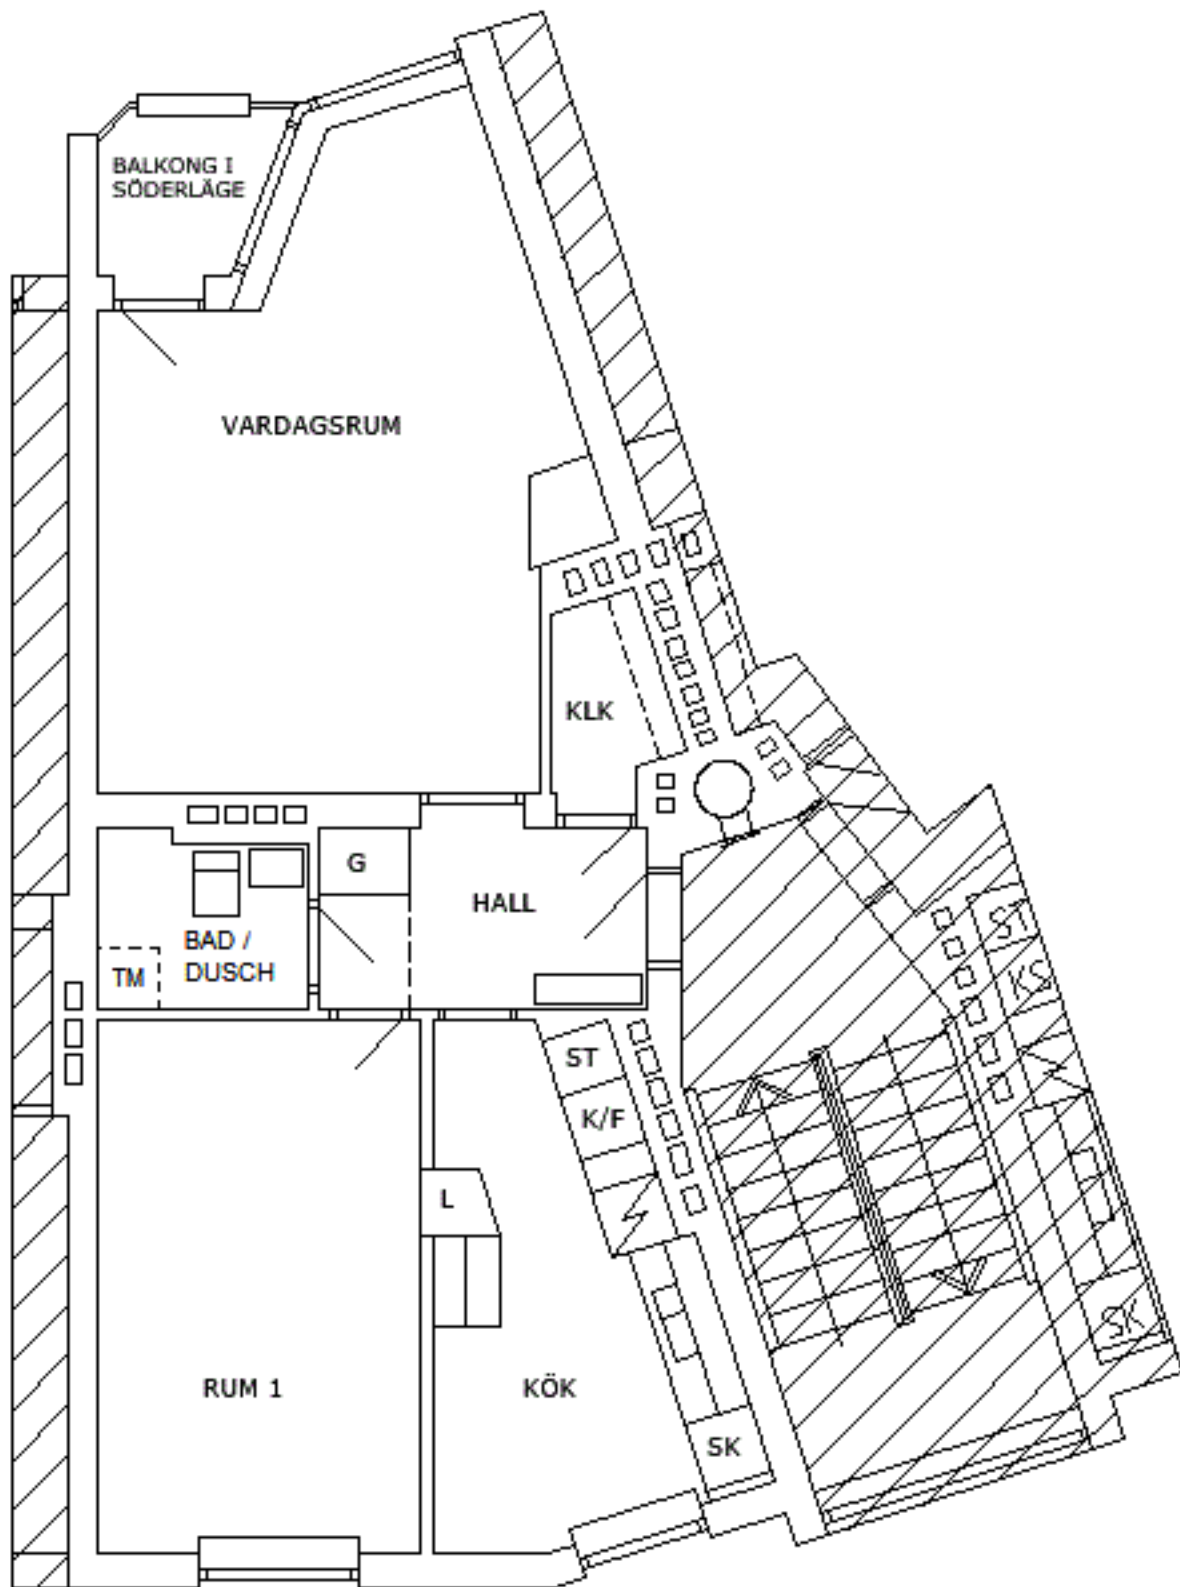 BALKONG I
SÖDERLÄGE
VARDAGSRUM
KLK
G
HALL
BAD /
DUSCH
TM
ST
KS
ST
K/F
L
SK
RUM 1
KÖK
SK